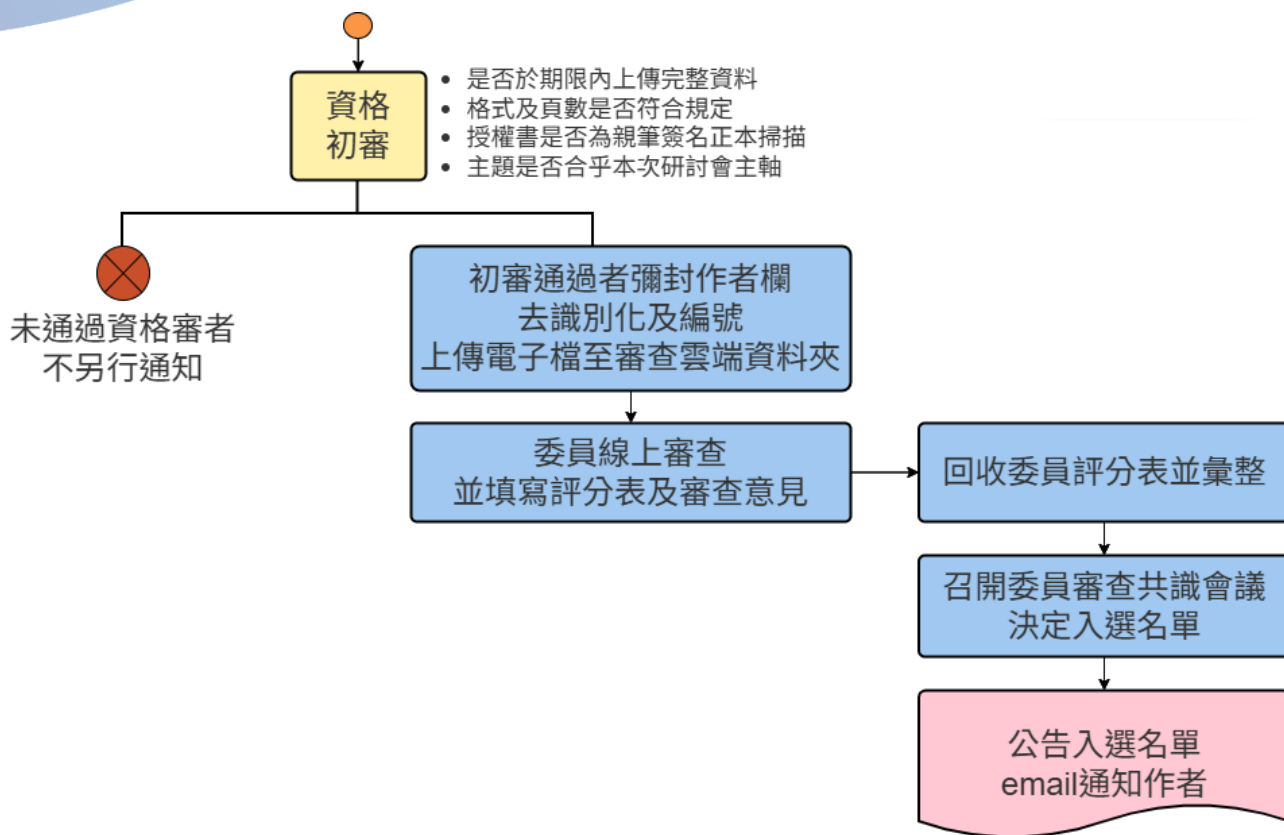 資格
初審
• 是否於期限內上傳完整資料
• 格式及頁數是否符合規定
• 授權書是否為親筆簽名正本掃描
• 主題是否合乎本次研討會主軸
未通過資格審者
不另行通知
初審通過者彌封作者欄
去識別化及編號
上傳電子檔至審查雲端資料夾
委員線上審查
並填寫評分表及審查意見
回收委員評分表並彙整
召開委員審查共識會議
決定入選名單
公告入選名單
email通知作者